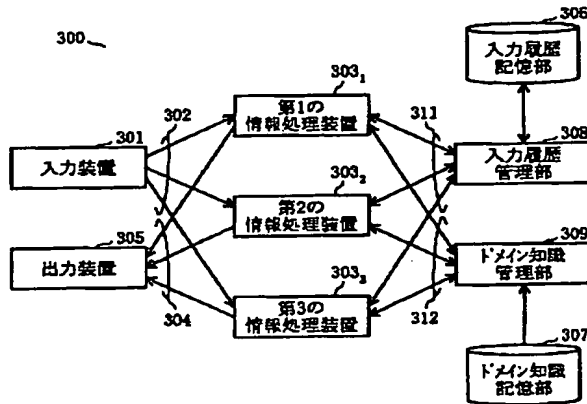 300
306
入力履歴
記憶部
302
301
入力装置
303₁
第1の
情報処理装置
311
308
入力履歴
管理部
303₂
第2の
情報処理装置
305
出力装置
309
ドメイン知識
管理部
304
303₃
第3の
情報処理装置
312
307
ドメイン知識
記憶部